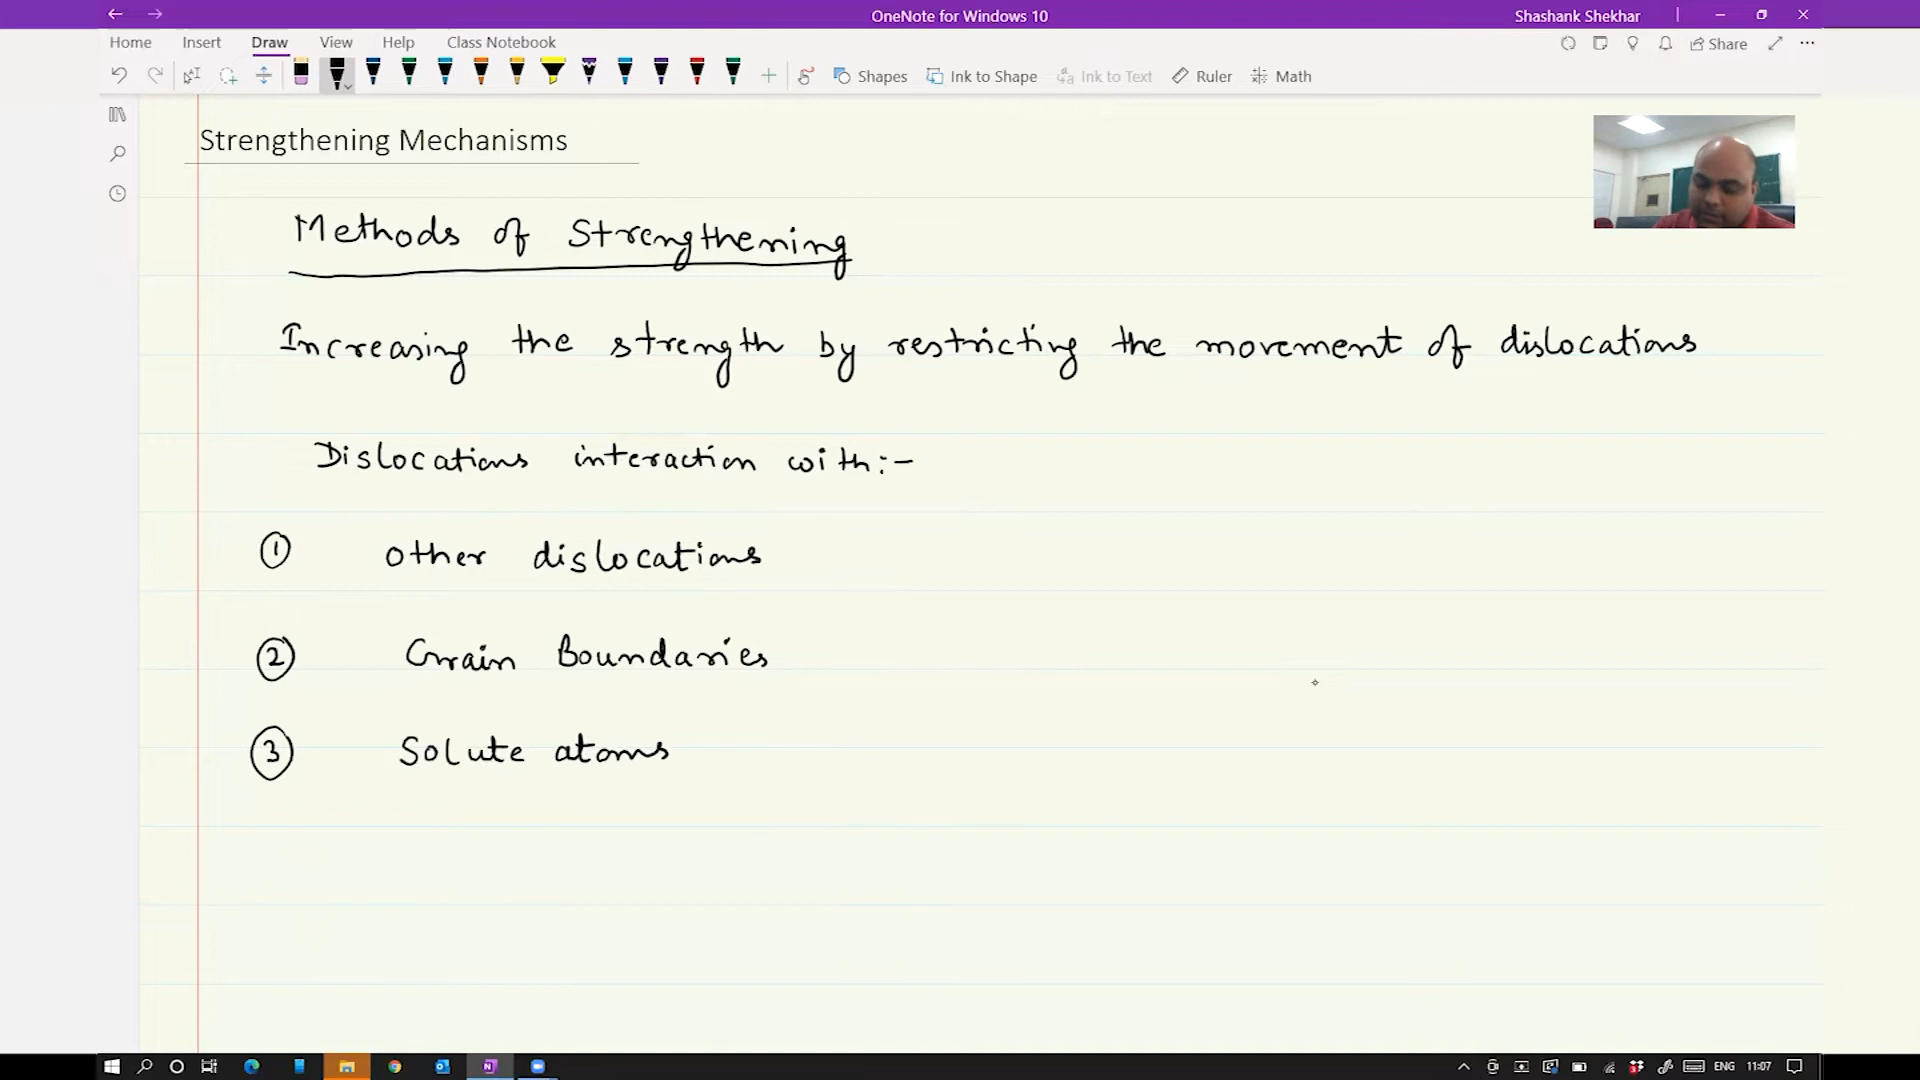 OneNote for Windows 10
Shashank Shekhar
Home Insert Draw View Help Class Notebook
Share
Shapes Ink to Shape Ink to Text Ruler Math
Strengthening Mechanisms
Methods of Strengthening
Increasing the strength by restricting the movement of dislocations
Dislocations interaction with:-
① Other dislocations
② Grain Boundaries
③ Solute atoms
ENG 11:07